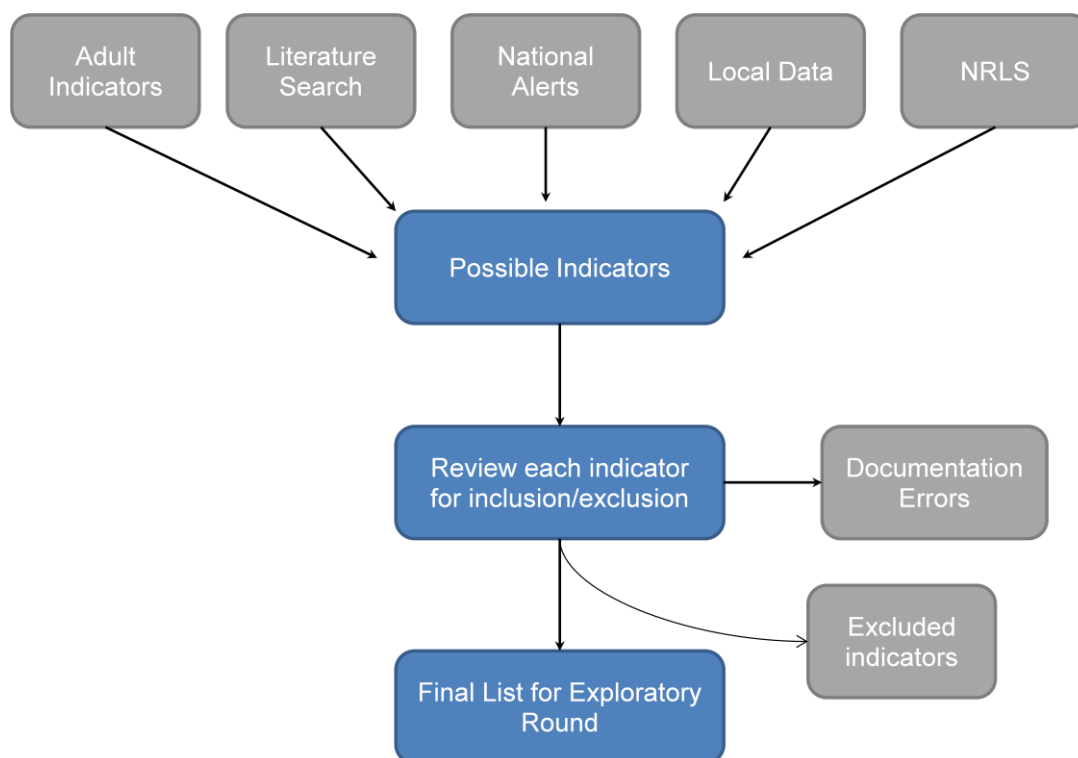 Adult
Indicators
Literature
Search
National
Alerts
Local Data
NRLS
Possible Indicators
Review each indicator
for inclusion/exclusion
Documentation
Errors
Excluded
indicators
Final List for Exploratory
Round